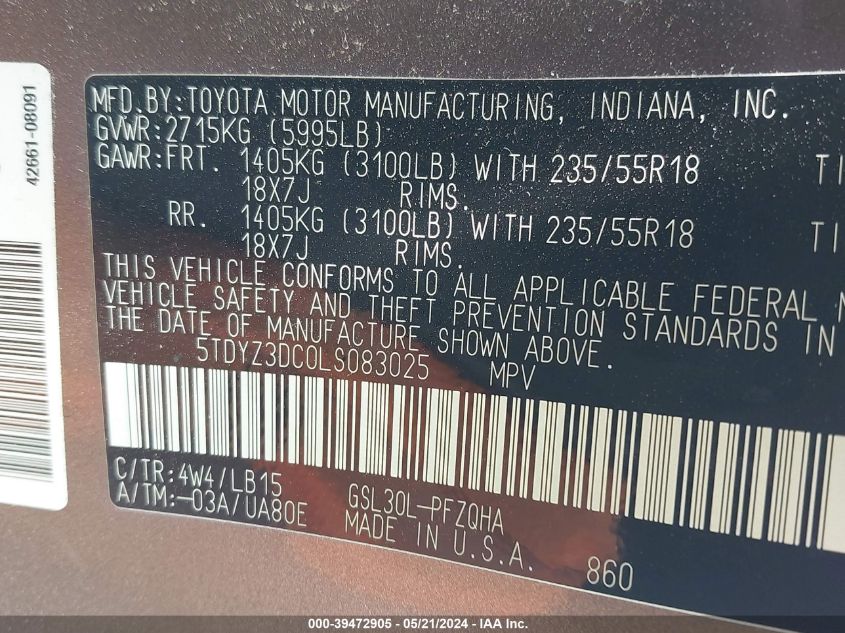 42661-08091
MFD.BY:TOYOTA MOTOR MANUFACTURING, INDIANA, INC.
GVWR:2715KG (5995LB)
GAWR:FRT. 1405KG (3100LB) WITH 235/55R18 TI
18X7J RIMS.
RR. 1405KG (3100LB) WITH 235/55R18 TI
18X7J RIMS.
THIS VEHICLE CONFORMS TO ALL APPLICABLE FEDERAL
VEHICLE SAFETY AND THEFT PREVENTION STANDARDS IN
THE DATE OF MANUFACTURE SHOWN ABOVE.
5TDYZ3DC0LS083025 MPV
C/TR:4W4/LB15 GSL30L-PFZQHA
A/TM:-03A/UA80E MADE IN U.S.A. 860
000-39472905 - 05/21/2024 - IAA Inc.